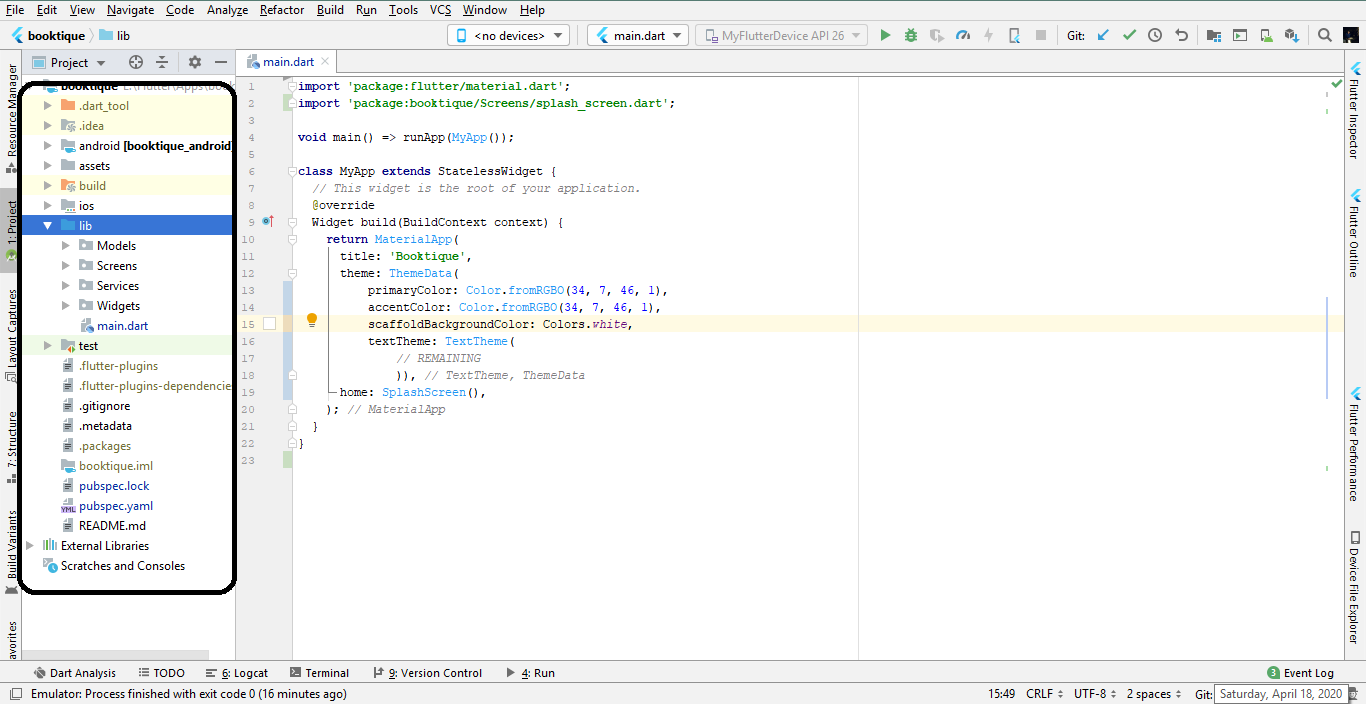 File Edit View Navigate Code Analyze Refactor Build Run Tools VCS Window Help
booktique lib <no devices> main.dart MyFlutterDevice API 26 Git:
Project main.dart
Resource Manager
1: Project
Layout Captures
7: Structure
Build Variants
booktique
.dart_tool
.idea
android [booktique_android]
assets
build
ios
lib
Models
Screens
Services
Widgets
main.dart
test
.flutter-plugins
.flutter-plugins-dependencie
.gitignore
.metadata
.packages
booktique.iml
pubspec.lock
pubspec.yaml
README.md
External Libraries
Scratches and Consoles
1 import 'package:flutter/material.dart';
2 import 'package:booktique/Screens/splash_screen.dart';
3
4 void main() => runApp(MyApp());
5
6 class MyApp extends StatelessWidget {
7 // This widget is the root of your application.
8 @override
9 Widget build(BuildContext context) {
10 return MaterialApp(
11 title: 'Booktique',
12 theme: ThemeData(
13 primaryColor: Color.fromRGBO(34, 7, 46, 1),
14 accentColor: Color.fromRGBO(34, 7, 46, 1),
15 scaffoldBackgroundColor: Colors.white,
16 textTheme: TextTheme(
17 // REMAINING
18 )), // TextTheme, ThemeData
19 home: SplashScreen(),
20 ); // MaterialApp
21 }
22 }
23
Flutter Inspector
Flutter Outline
Flutter Performance
Device File Explorer
Dart Analysis TODO 6: Logcat Terminal 9: Version Control 4: Run 3 Event Log
Emulator: Process finished with exit code 0 (16 minutes ago) 15:49 CRLF UTF-8 2 spaces Git: Saturday, April 18, 2020